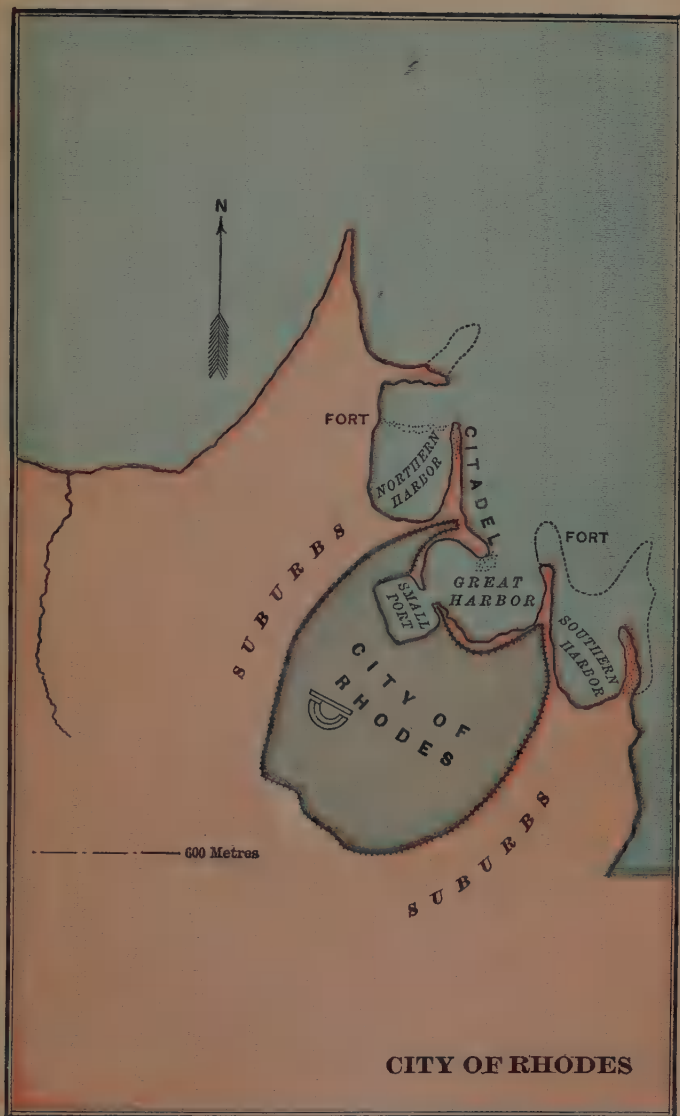 N
FORT
NORTHERN
HARBOR
CITADEL
SUBURBS
FORT
GREAT
HARBOR
SMALL
PORT
SOUTHERN
HARBOR
CITY OF
RHODES
SUBURBS
600 Metres
CITY OF RHODES